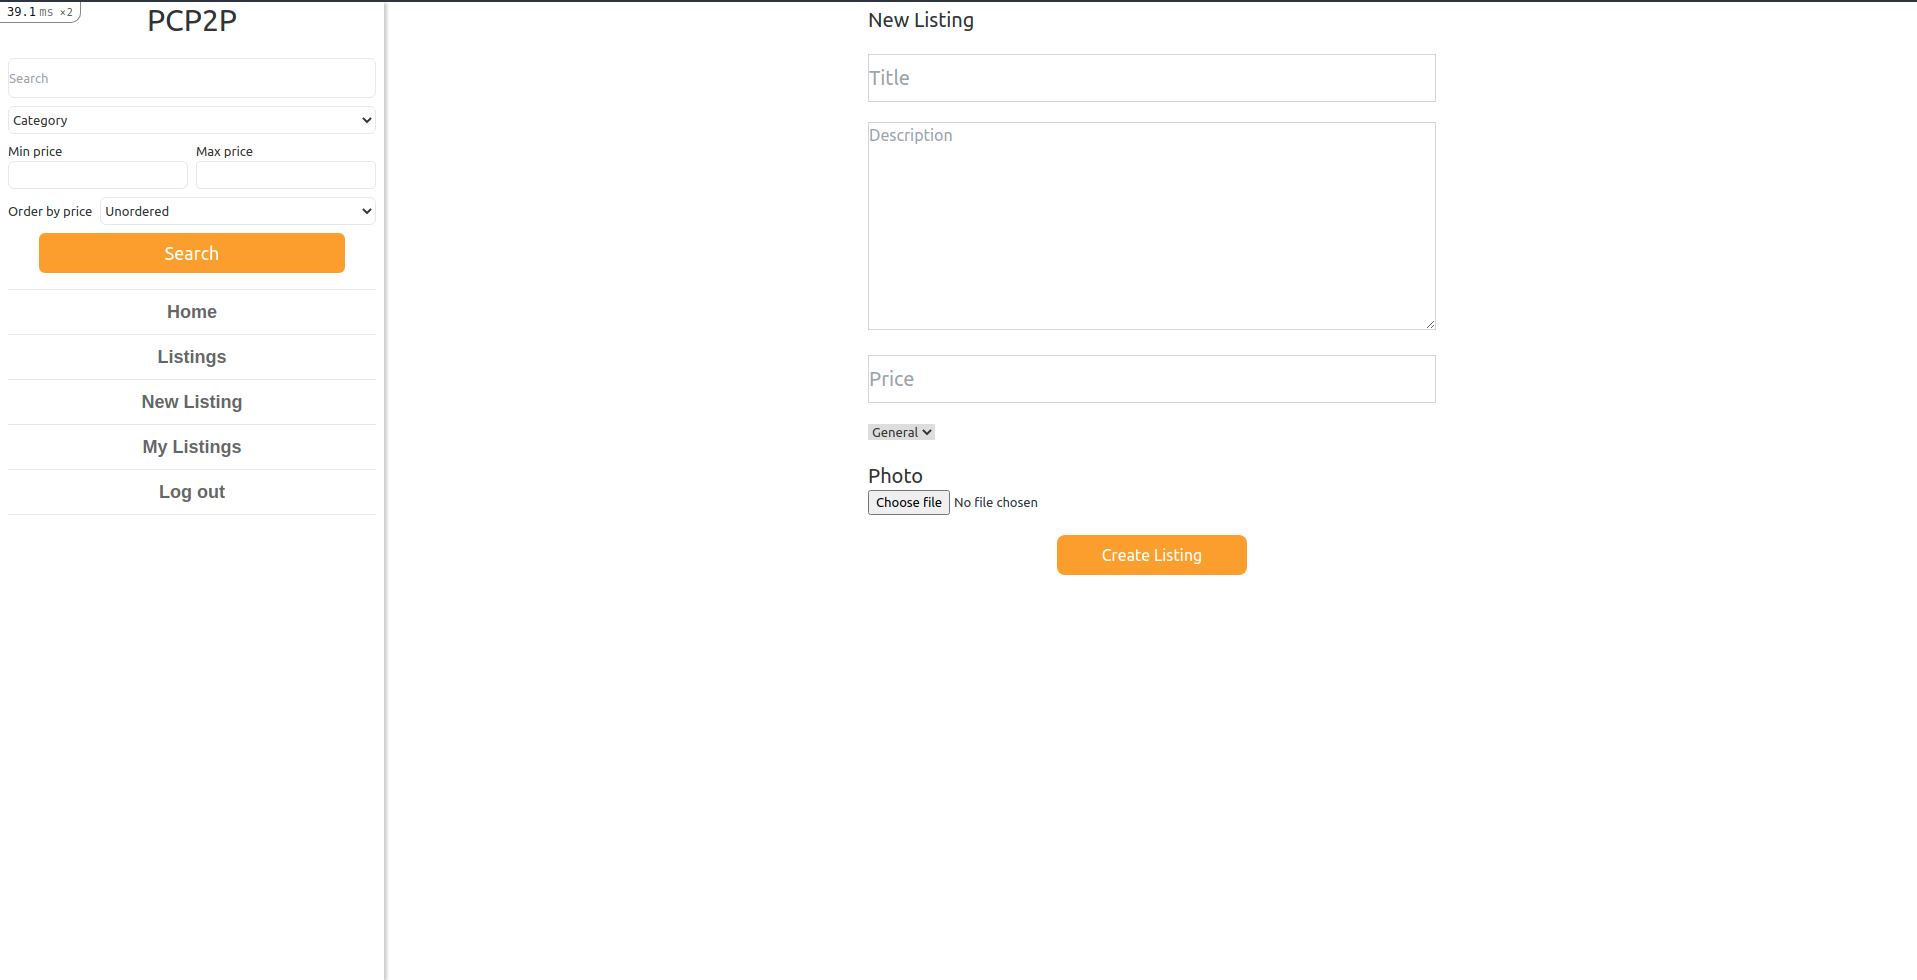 39.1 ms ×2
PCP2P
Search
Category
Min price Max price
Order by price Unordered
Search
Home
Listings
New Listing
My Listings
Log out
New Listing
Title
Description
Price
General
Photo
Choose file No file chosen
Create Listing